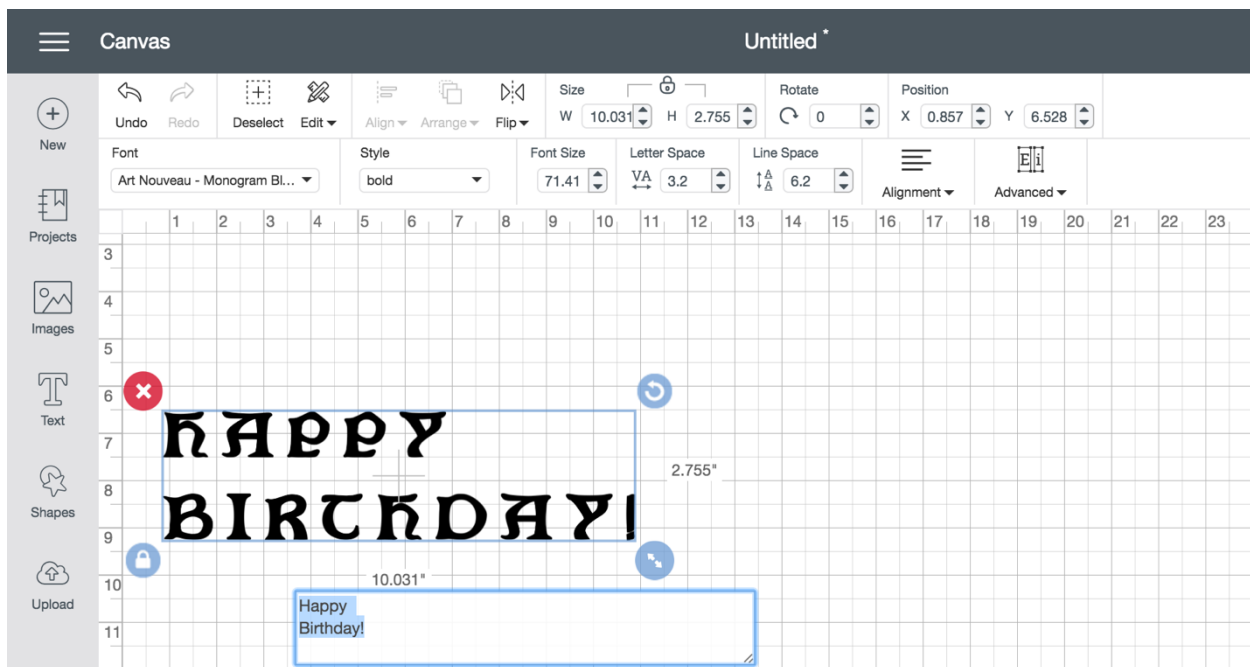 Canvas
Untitled *
New
Projects
Images
Text
Shapes
Upload
Undo Redo Deselect Edit Align Arrange Flip
Size
W 10.031 H 2.755
Rotate
0
Position
X 0.857 Y 6.528
Font
Art Nouveau - Monogram Bl...
Style
bold
Font Size
71.41
Letter Space
VA 3.2
Line Space
A A 6.2
Alignment
E i
Advanced
1 2 3 4 5 6 7 8 9 10 11 12 13 14 15 16 17 18 19 20 21 22 23
3
4
5
6
7
8
9
10
11
HAPPY
BIRTHDAY!
2.755"
10.031"
Happy
Birthday!